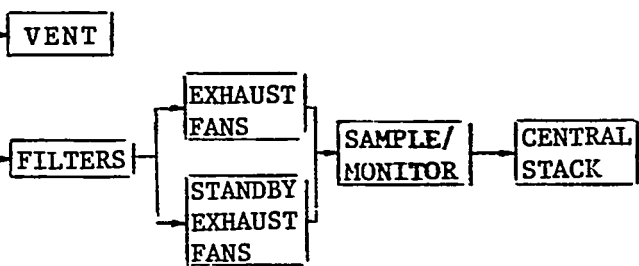 VENT
FILTERS
EXHAUST
FANS
STANDBY
EXHAUST
FANS
SAMPLE/
MONITOR
CENTRAL
STACK